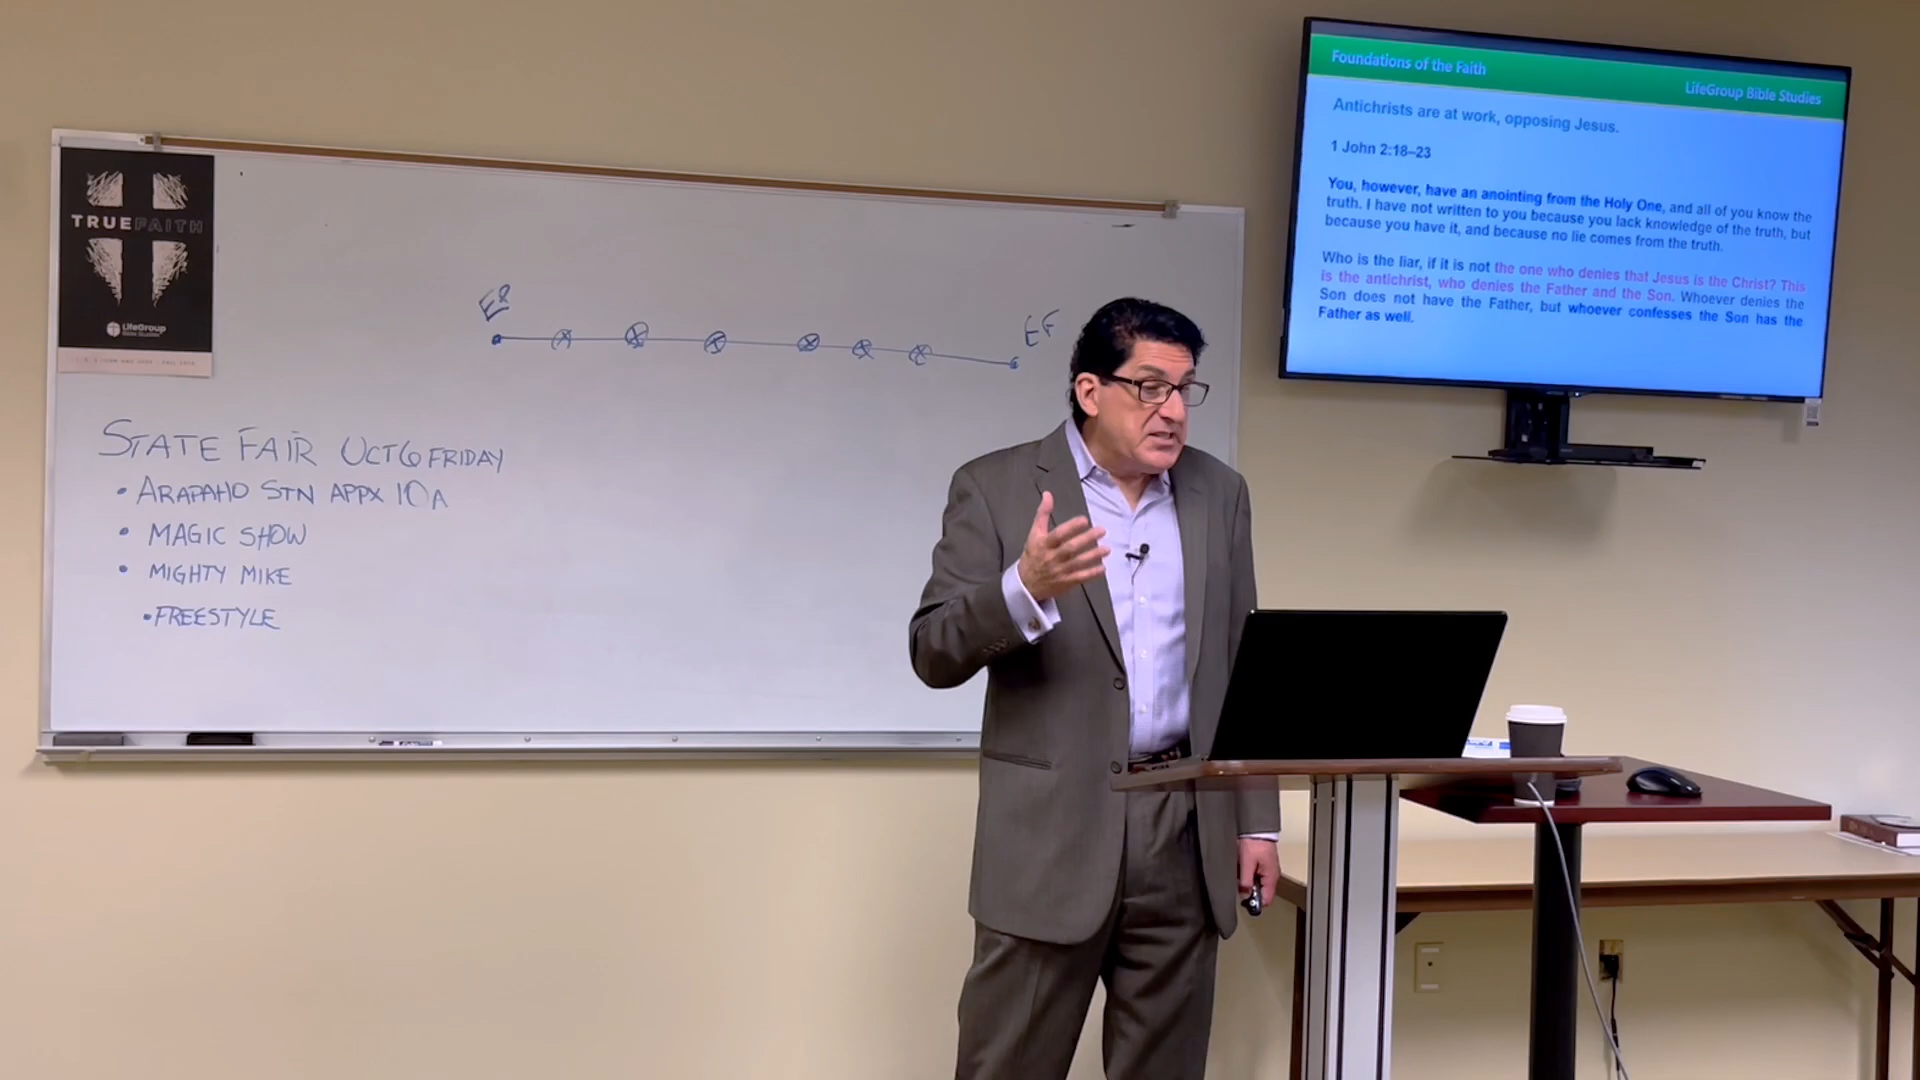 TRUEFAITH
LifeGroup
BIBLE STUDIES
EF
STATE FAIR OCT 6 FRIDAY
• ARAPAHO STN APPX 10A
• MAGIC SHOW
• MIGHTY MIKE
• FREESTYLE
Foundations of the Faith
LifeGroup Bible Studies
Antichrists are at work, opposing Jesus.
1 John 2:18–23
You, however, have an anointing from the Holy One, and all of you know the
truth. I have not written to you because you lack knowledge of the truth, but
because you have it, and because no lie comes from the truth.
Who is the liar, if it is not the one who denies that Jesus is the Christ? This
is the antichrist, who denies the Father and the Son. Whoever denies the
Son does not have the Father, but whoever confesses the Son has the
Father as well.